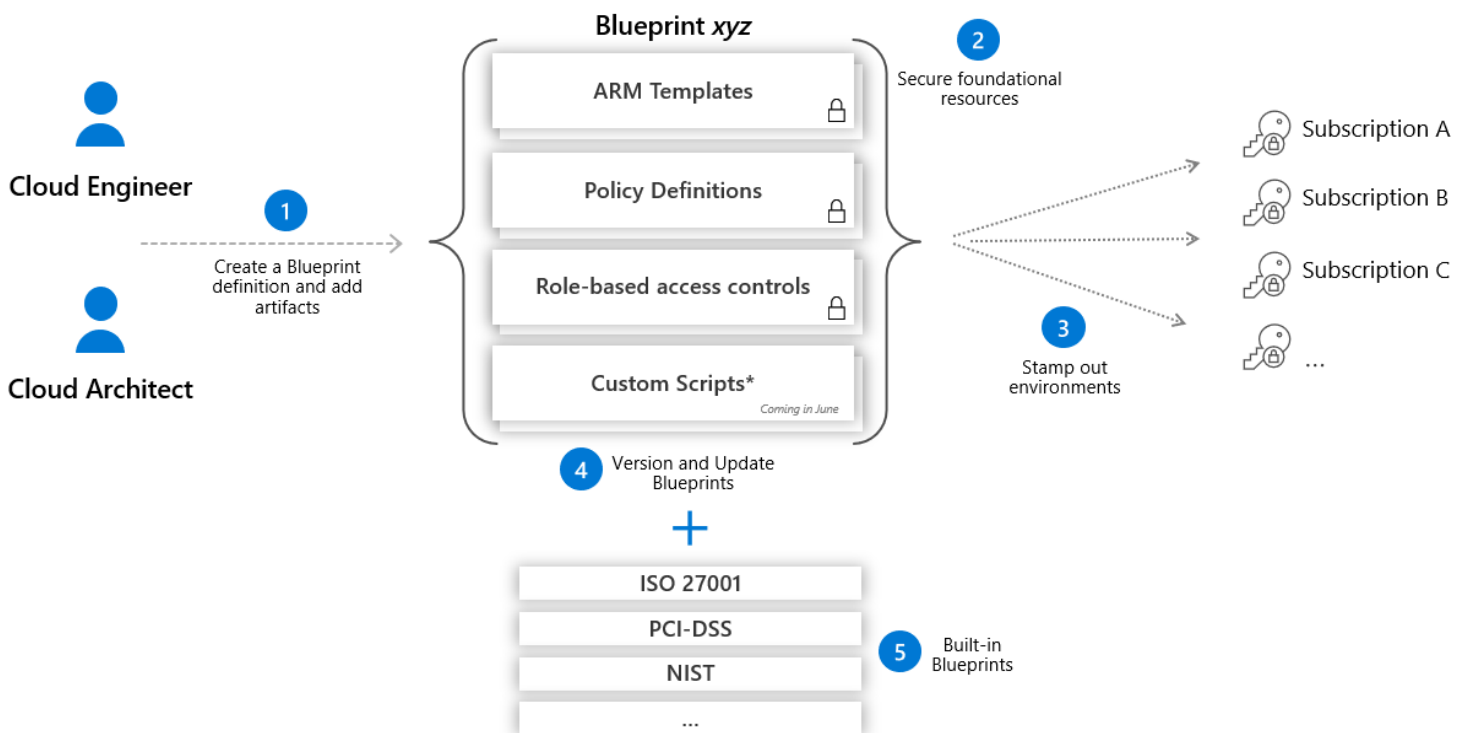 Blueprint xyz
Cloud Engineer
Cloud Architect
1
Create a Blueprint
definition and add
artifacts
ARM Templates
Policy Definitions
Role-based access controls
Custom Scripts*
Coming in June
2
Secure foundational
resources
3
Stamp out
environments
Subscription A
Subscription B
Subscription C
...
4
Version and Update
Blueprints
+
ISO 27001
PCI-DSS
NIST
...
5
Built-in
Blueprints